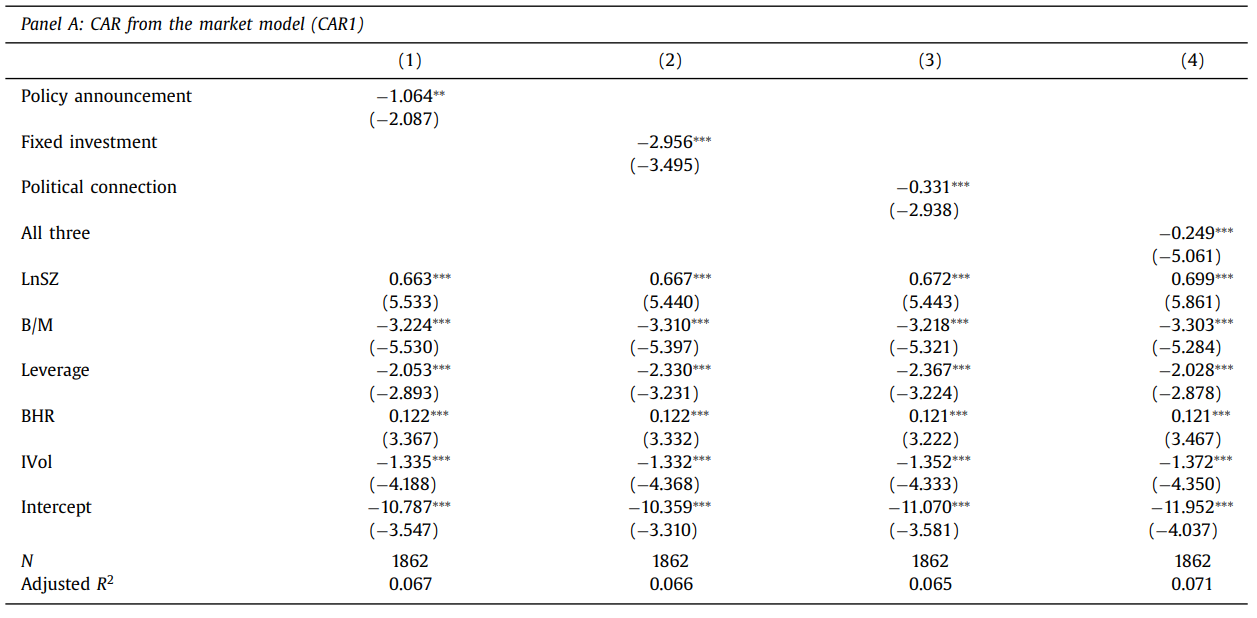 Panel A: CAR from the market model (CAR1)
(1) (2) (3) (4)
Policy announcement −1.064**
(−2.087)
Fixed investment −2.956***
(−3.495)
Political connection −0.331***
(−2.938)
All three −0.249***
(−5.061)
LnSZ 0.663*** 0.667*** 0.672*** 0.699***
(5.533) (5.440) (5.443) (5.861)
B/M −3.224*** −3.310*** −3.218*** −3.303***
(−5.530) (−5.397) (−5.321) (−5.284)
Leverage −2.053*** −2.330*** −2.367*** −2.028***
(−2.893) (−3.231) (−3.224) (−2.878)
BHR 0.122*** 0.122*** 0.121*** 0.121***
(3.367) (3.332) (3.222) (3.467)
IVol −1.335*** −1.332*** −1.352*** −1.372***
(−4.188) (−4.368) (−4.333) (−4.350)
Intercept −10.787*** −10.359*** −11.070*** −11.952***
(−3.547) (−3.310) (−3.581) (−4.037)
N 1862 1862 1862 1862
Adjusted R² 0.067 0.066 0.065 0.071